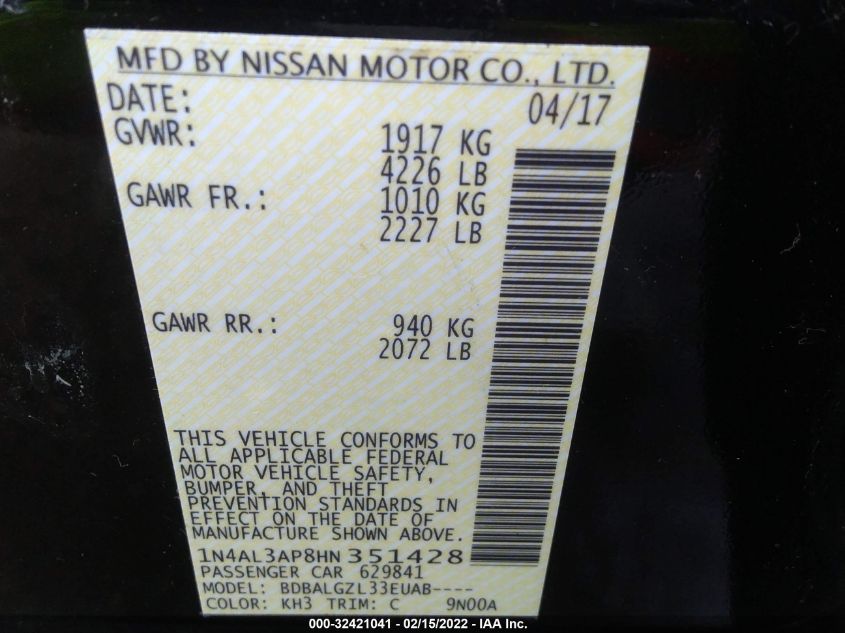 MFD BY NISSAN MOTOR CO., LTD.
DATE: 04/17
GVWR: 1917 KG
4226 LB
GAWR FR.: 1010 KG
2227 LB
GAWR RR.: 940 KG
2072 LB
THIS VEHICLE CONFORMS TO
ALL APPLICABLE FEDERAL
MOTOR VEHICLE SAFETY,
BUMPER, AND THEFT
PREVENTION STANDARDS IN
EFFECT ON THE DATE OF
MANUFACTURE SHOWN ABOVE.
1N4AL3AP8HN351428
PASSENGER CAR 629841
MODEL: BDBALGZL33EUAB----
COLOR: KH3 TRIM: C 9N00A
000-32421041 - 02/15/2022 - IAA Inc.